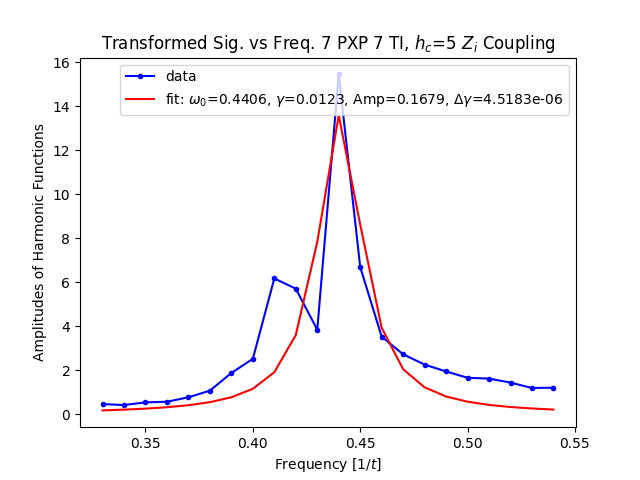 Transformed Sig. vs Freq. 7 PXP 7 TI, $h_c$=5 $Z_i$ Coupling
data
fit: $\omega_0$=0.4406, $\gamma$=0.0123, Amp=0.1679, $\Delta\gamma$=4.5183e-06
Amplitudes of Harmonic Functions
16
14
12
10
8
6
4
2
0
0.35 0.40 0.45 0.50 0.55
Frequency [1/$t$]